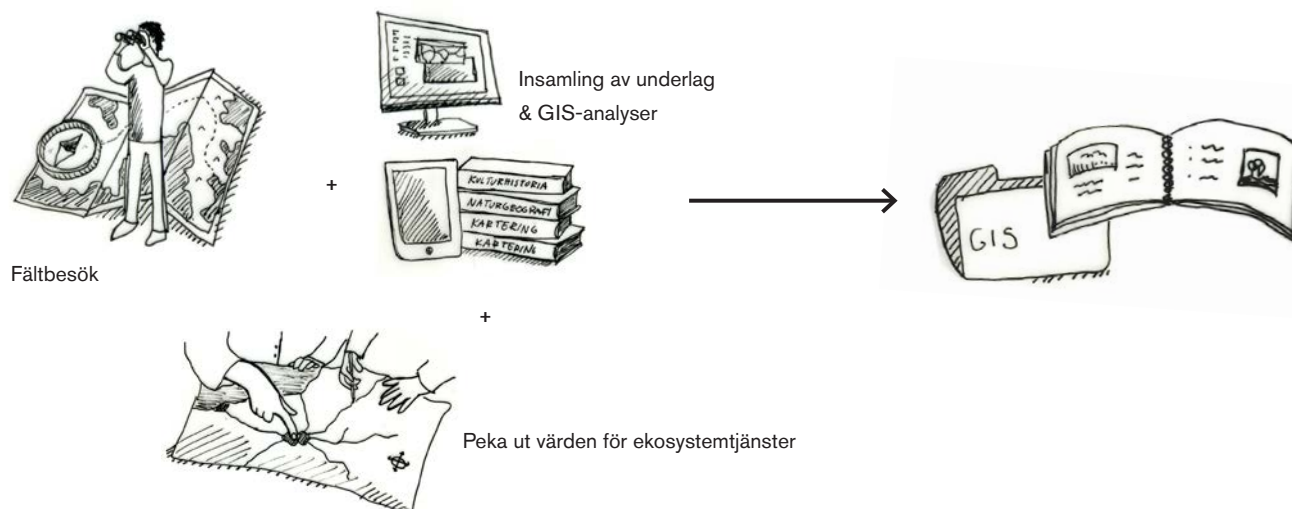 Insamling av underlag
& GIS-analyser
+
KULTURHISTORIA
NATURGEOGRAFI
KARTERING
KARTERING
GIS
Fältbesök
+
Peka ut värden för ekosystemtjänster